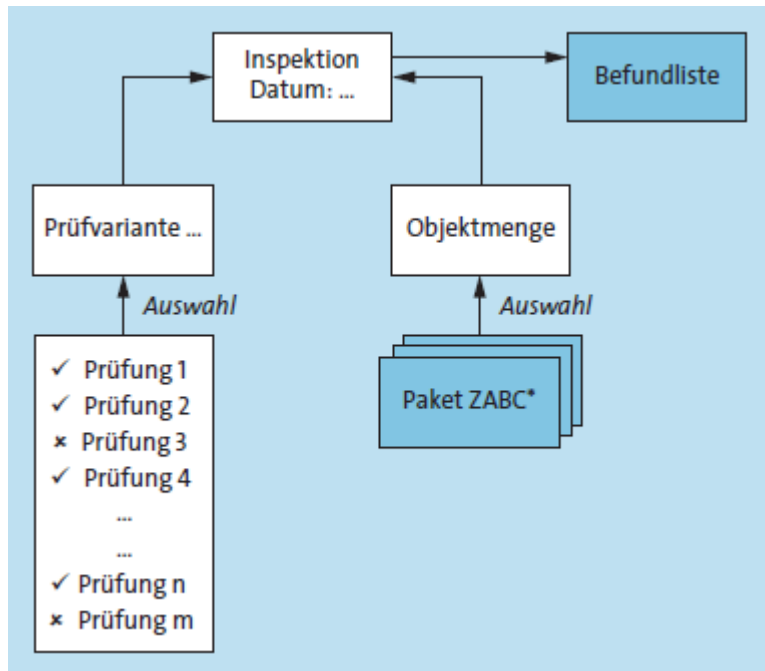 Inspektion
Datum: ...
Befundliste
Prüfvariante ...
Objektmenge
Auswahl
Auswahl
✓ Prüfung 1
✓ Prüfung 2
× Prüfung 3
✓ Prüfung 4
...
...
✓ Prüfung n
× Prüfung m
Paket ZABC*